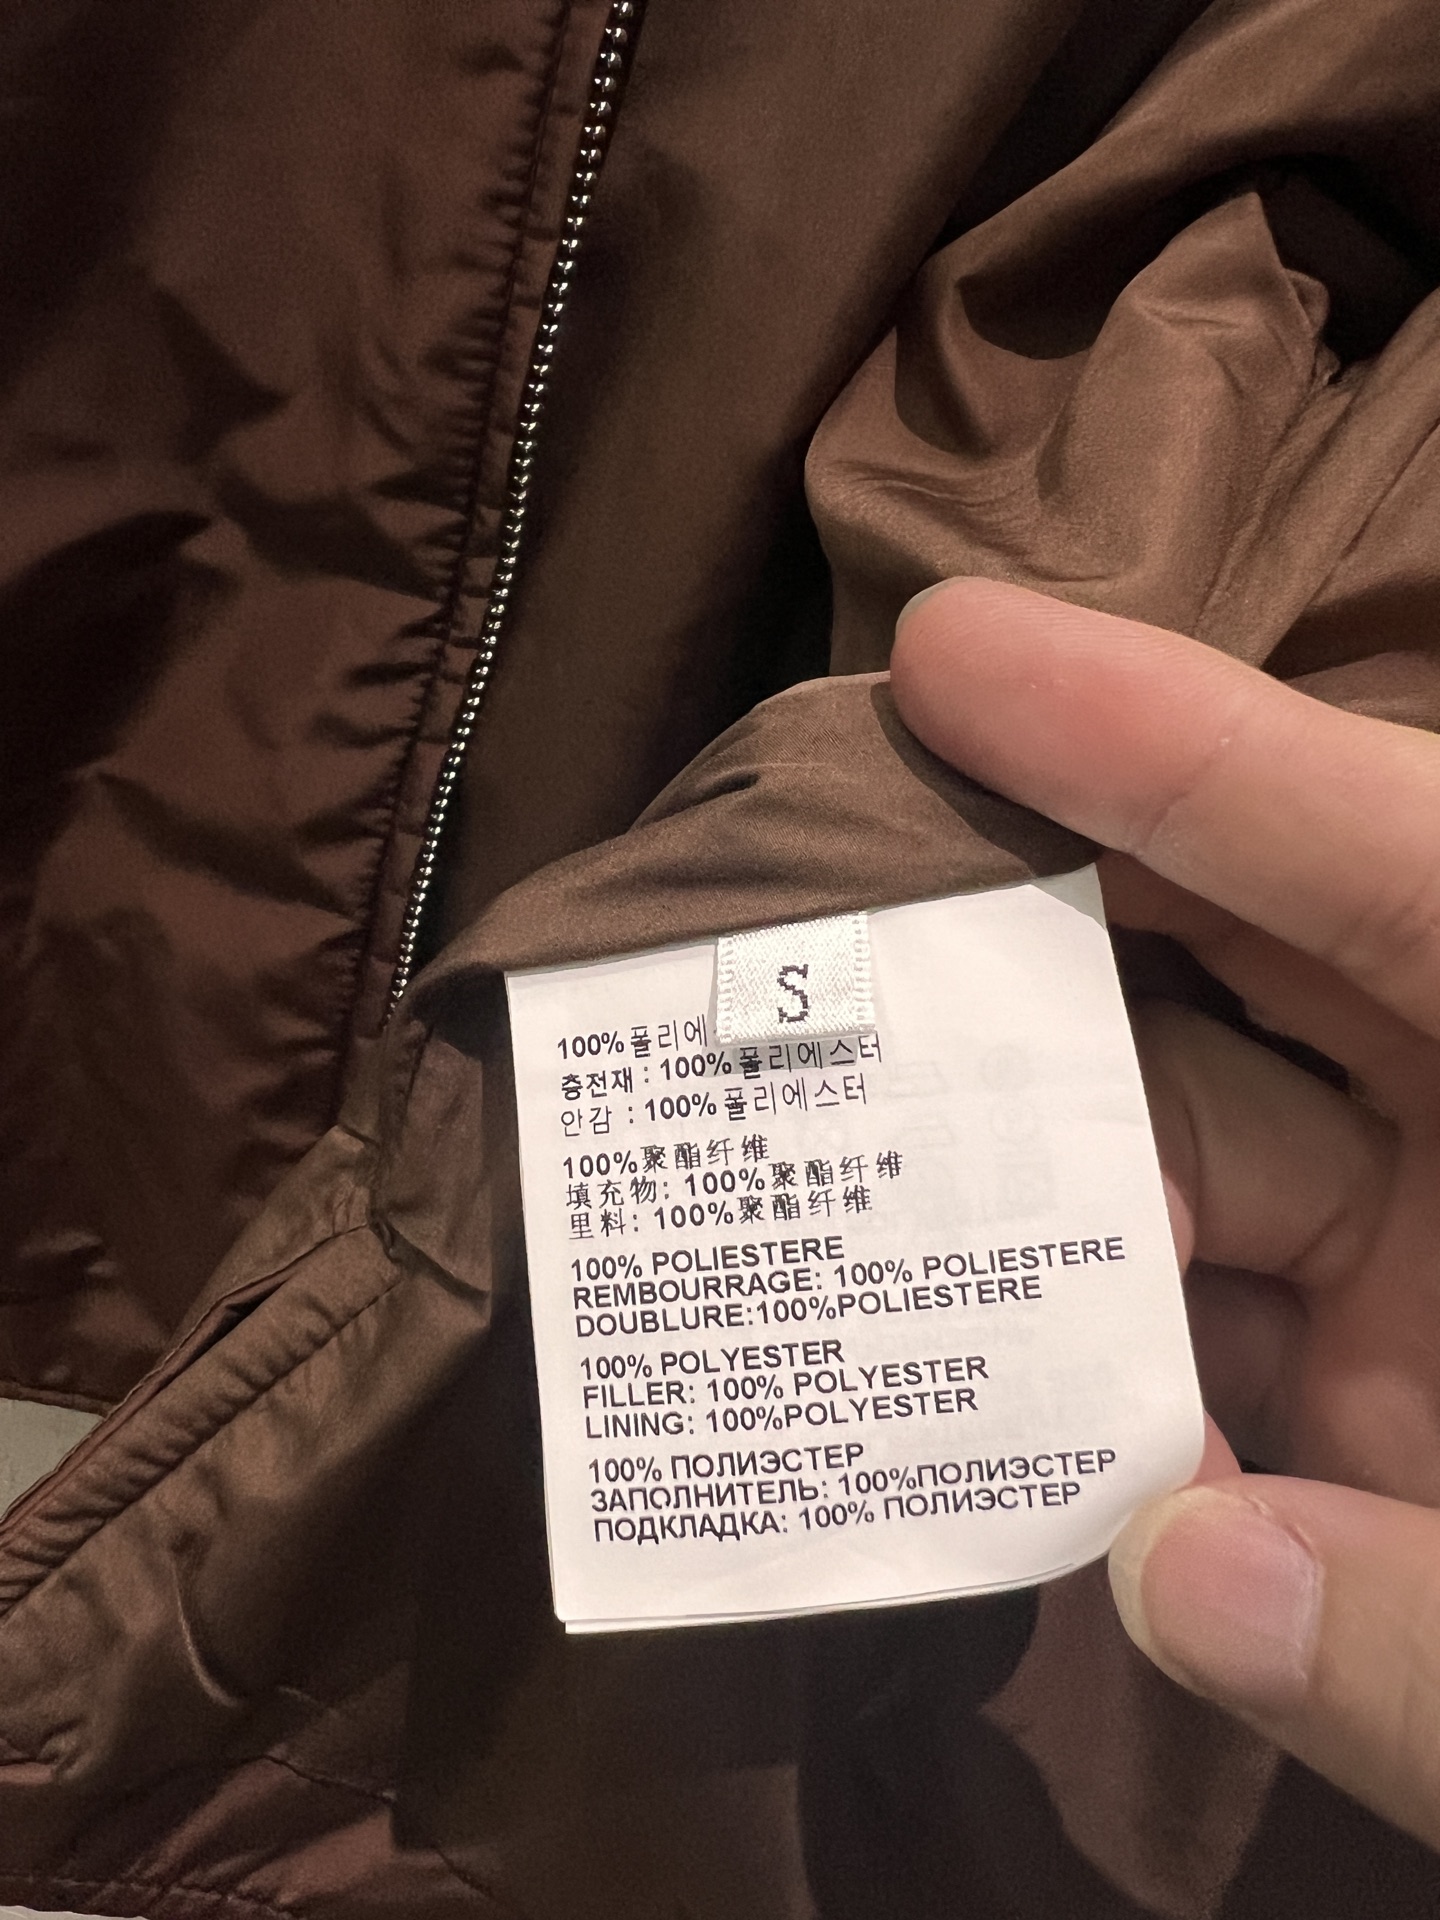 S
100%폴리에
충전재 : 100% 폴리에스터
안감 : 100% 폴리에스터
100%聚酯纤维
填充物: 100%聚酯纤维
里料: 100%聚酯纤维
100% POLIESTERE
REMBOURRAGE: 100% POLIESTERE
DOUBLURE:100%POLIESTERE
100% POLYESTER
FILLER: 100% POLYESTER
LINING: 100%POLYESTER
100% ПОЛИЭСТЕР
ЗАПОЛНИТЕЛЬ: 100%ПОЛИЭСТЕР
ПОДКЛАДКА: 100% ПОЛИЭСТЕР